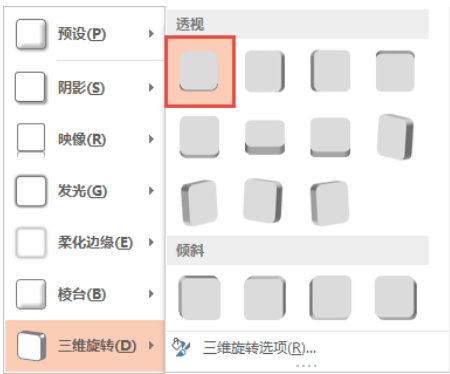 预设(P)
阴影(S)
映像(R)
发光(G)
柔化边缘(E)
棱台(B)
三维旋转(D)
透视
倾斜
三维旋转选项(R)...